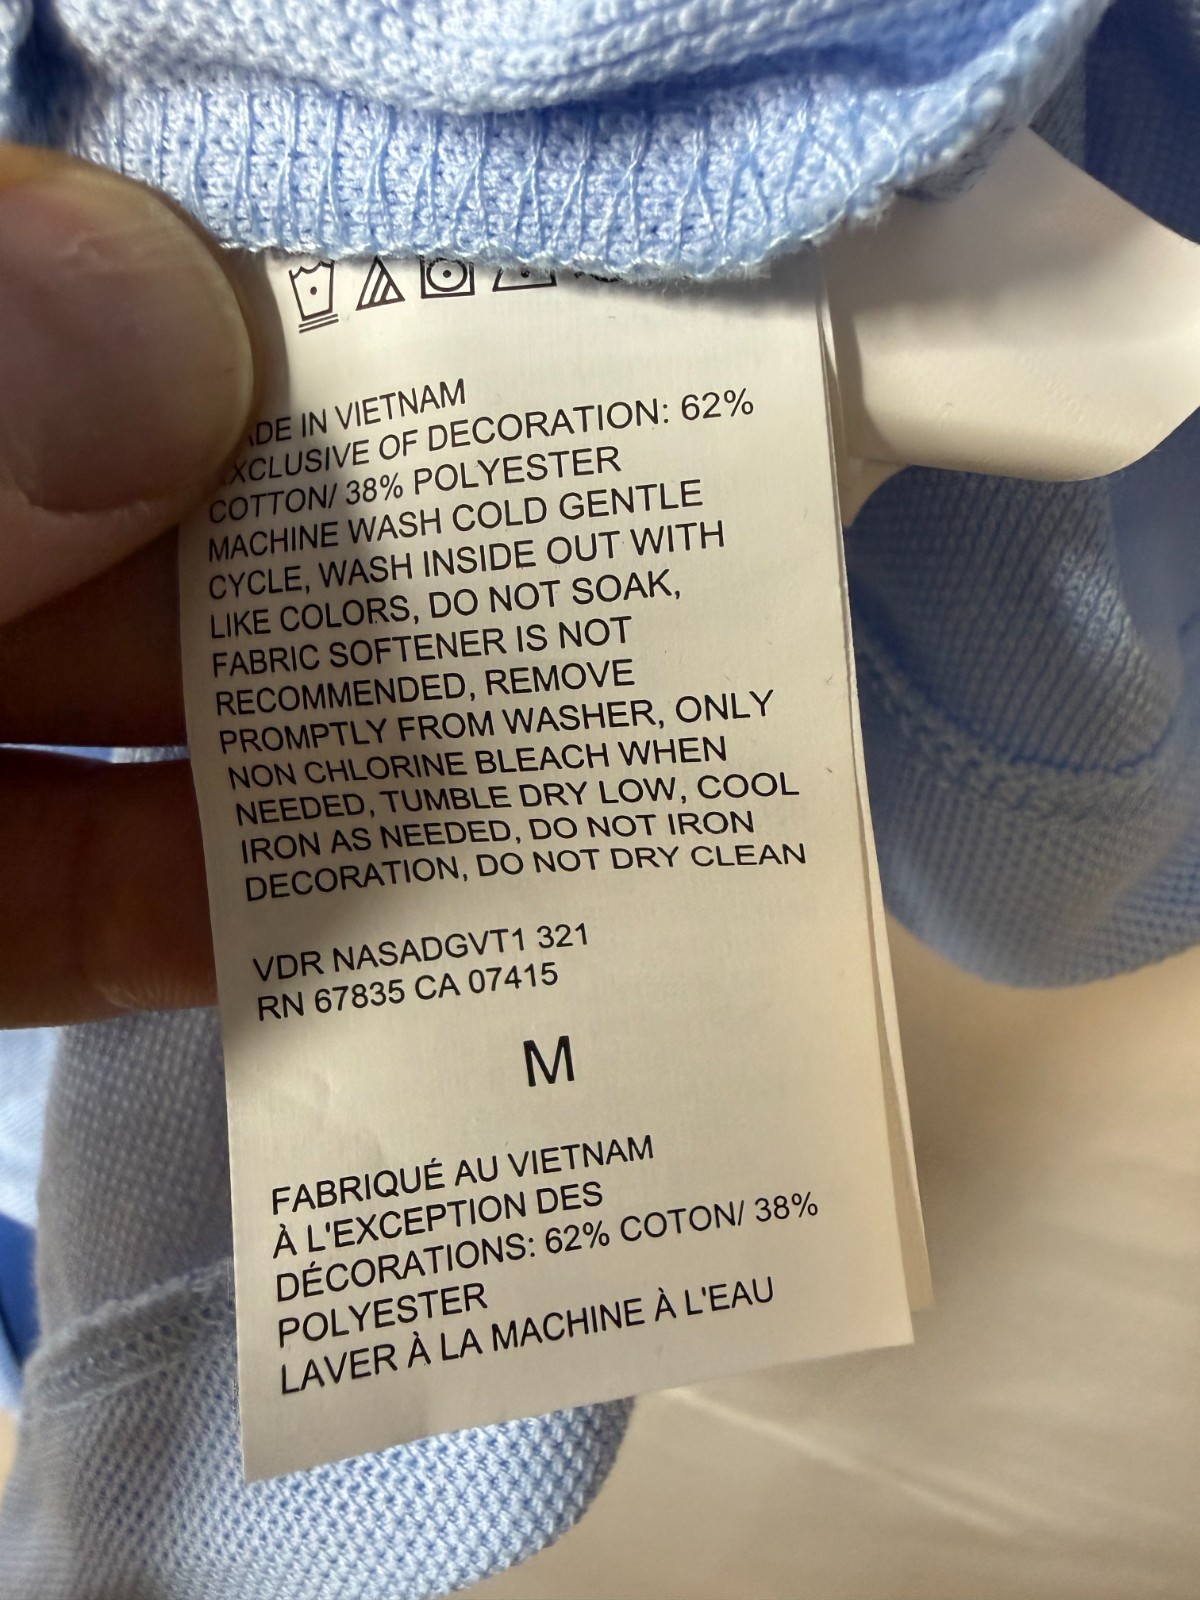 MADE IN VIETNAM
EXCLUSIVE OF DECORATION: 62%
COTTON/ 38% POLYESTER
MACHINE WASH COLD GENTLE
CYCLE, WASH INSIDE OUT WITH
LIKE COLORS, DO NOT SOAK,
FABRIC SOFTENER IS NOT
RECOMMENDED, REMOVE
PROMPTLY FROM WASHER, ONLY
NON CHLORINE BLEACH WHEN
NEEDED, TUMBLE DRY LOW, COOL
IRON AS NEEDED, DO NOT IRON
DECORATION, DO NOT DRY CLEAN
VDR NASADGVT1 321
RN 67835 CA 07415
M
FABRIQUÉ AU VIETNAM
À L'EXCEPTION DES
DÉCORATIONS: 62% COTON/ 38%
POLYESTER
LAVER À LA MACHINE À L'EAU